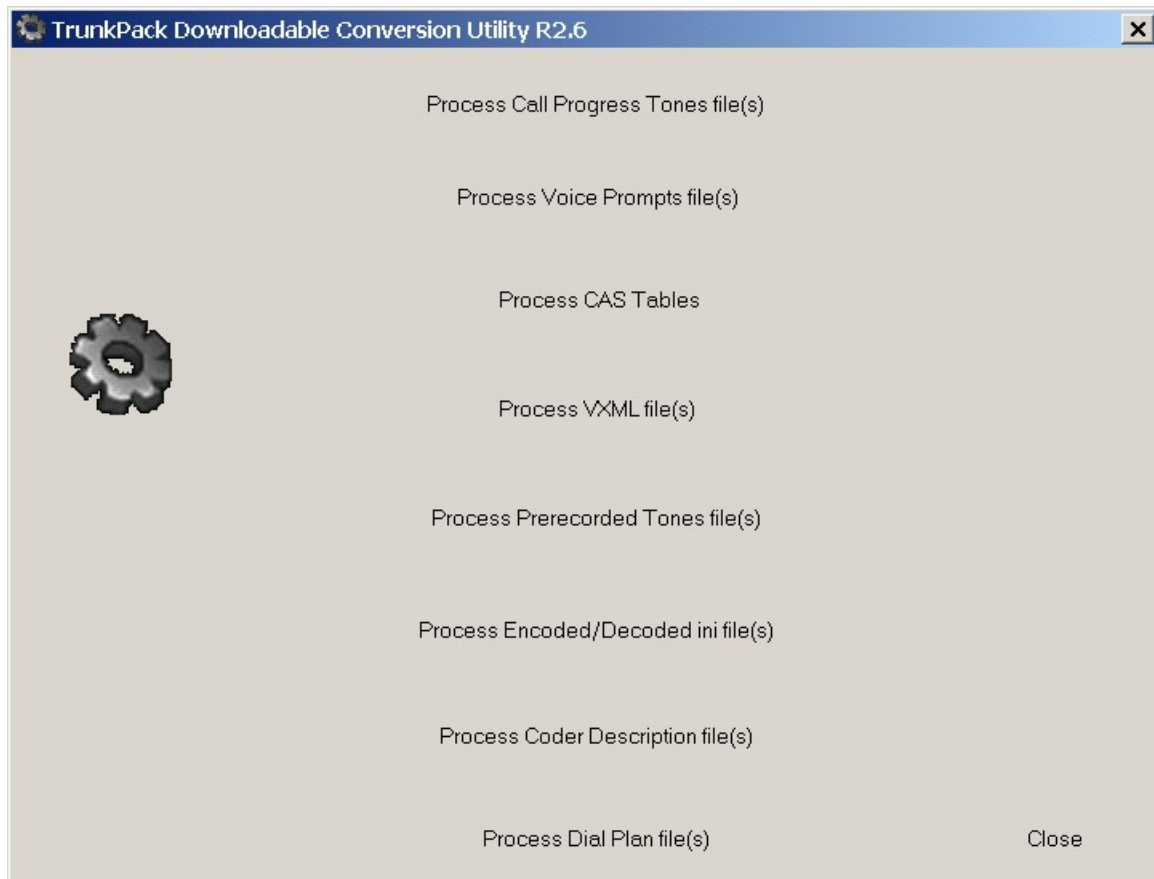 TrunkPack Downloadable Conversion Utility R2.6
Process Call Progress Tones file(s)
Process Voice Prompts file(s)
Process CAS Tables
Process VXML file(s)
Process Prerecorded Tones file(s)
Process Encoded/Decoded ini file(s)
Process Coder Description file(s)
Process Dial Plan file(s)
Close